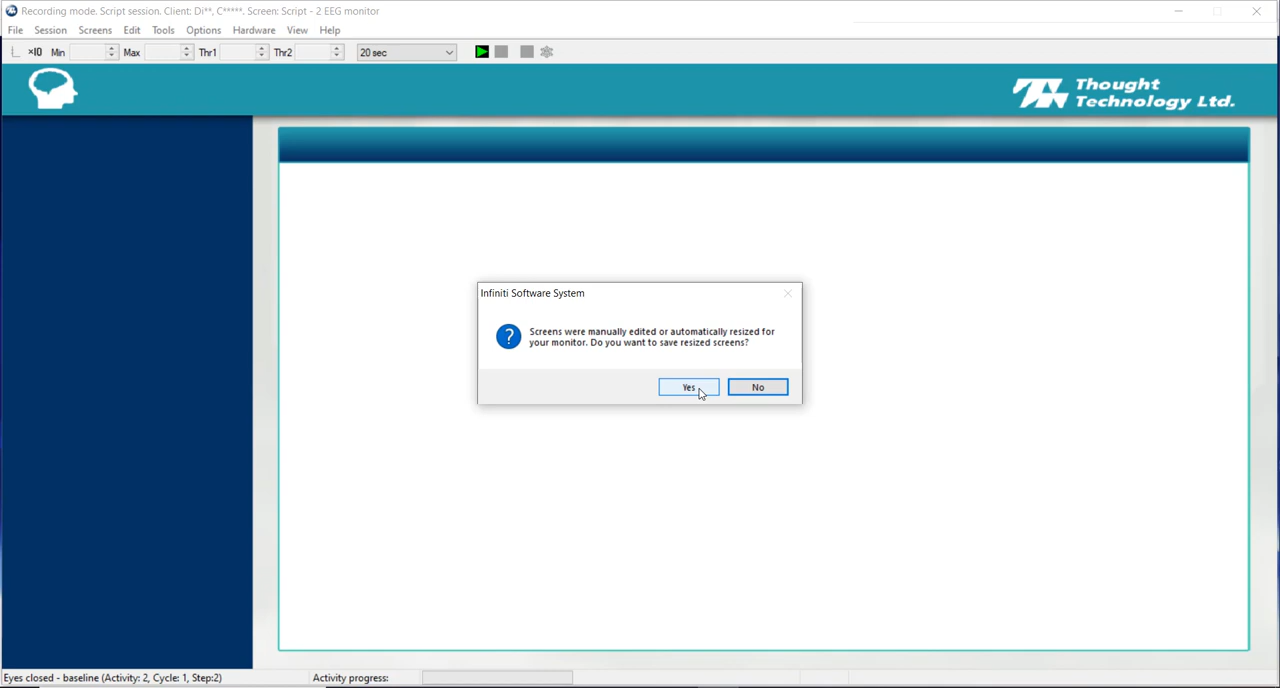 Recording mode. Script session. Client: Di**, C*****. Screen: Script - 2 EEG monitor
File Session Screens Edit Tools Options Hardware View Help
×10 Min Max Thr1 Thr2 20 sec
Thought
Technology Ltd.
Infiniti Software System
? Screens were manually edited or automatically resized for
your monitor. Do you want to save resized screens?
Yes No
Eyes closed - baseline (Activity: 2, Cycle: 1, Step:2) Activity progress: